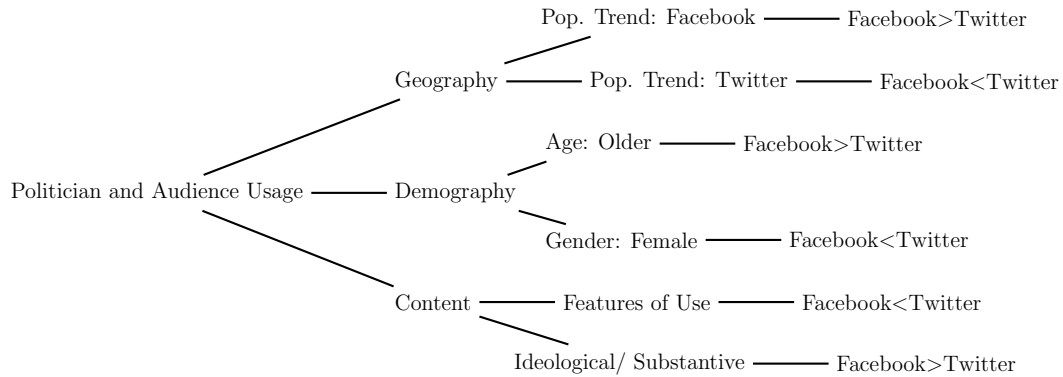 Pop. Trend: Facebook
Facebook>Twitter
Geography
Pop. Trend: Twitter
Facebook<Twitter
Age: Older
Facebook>Twitter
Politician and Audience Usage
Demography
Gender: Female
Facebook<Twitter
Content
Features of Use
Facebook<Twitter
Ideological/ Substantive
Facebook>Twitter